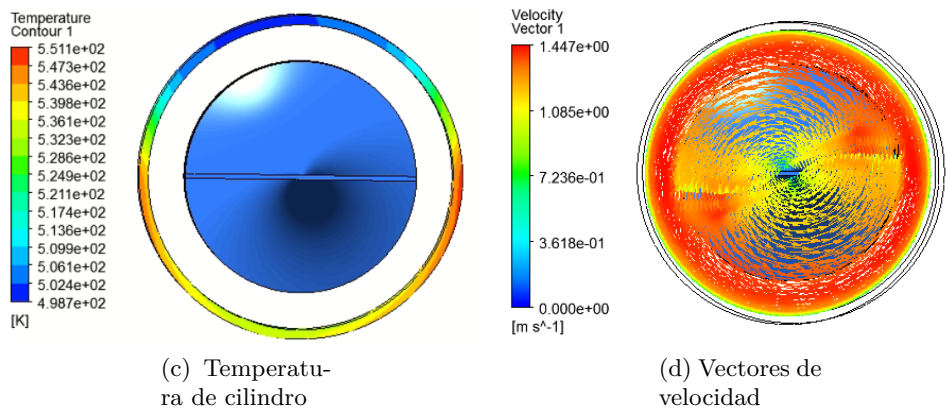 Temperature
Contour 1
5.511e+02
5.473e+02
5.436e+02
5.398e+02
5.361e+02
5.323e+02
5.286e+02
5.249e+02
5.211e+02
5.174e+02
5.136e+02
5.099e+02
5.061e+02
5.024e+02
4.987e+02
[K]
(c) Temperatu-
ra de cilindro
Velocity
Vector 1
1.447e+00
1.085e+00
7.236e-01
3.618e-01
0.000e+00
[m s^-1]
(d) Vectores de
velocidad